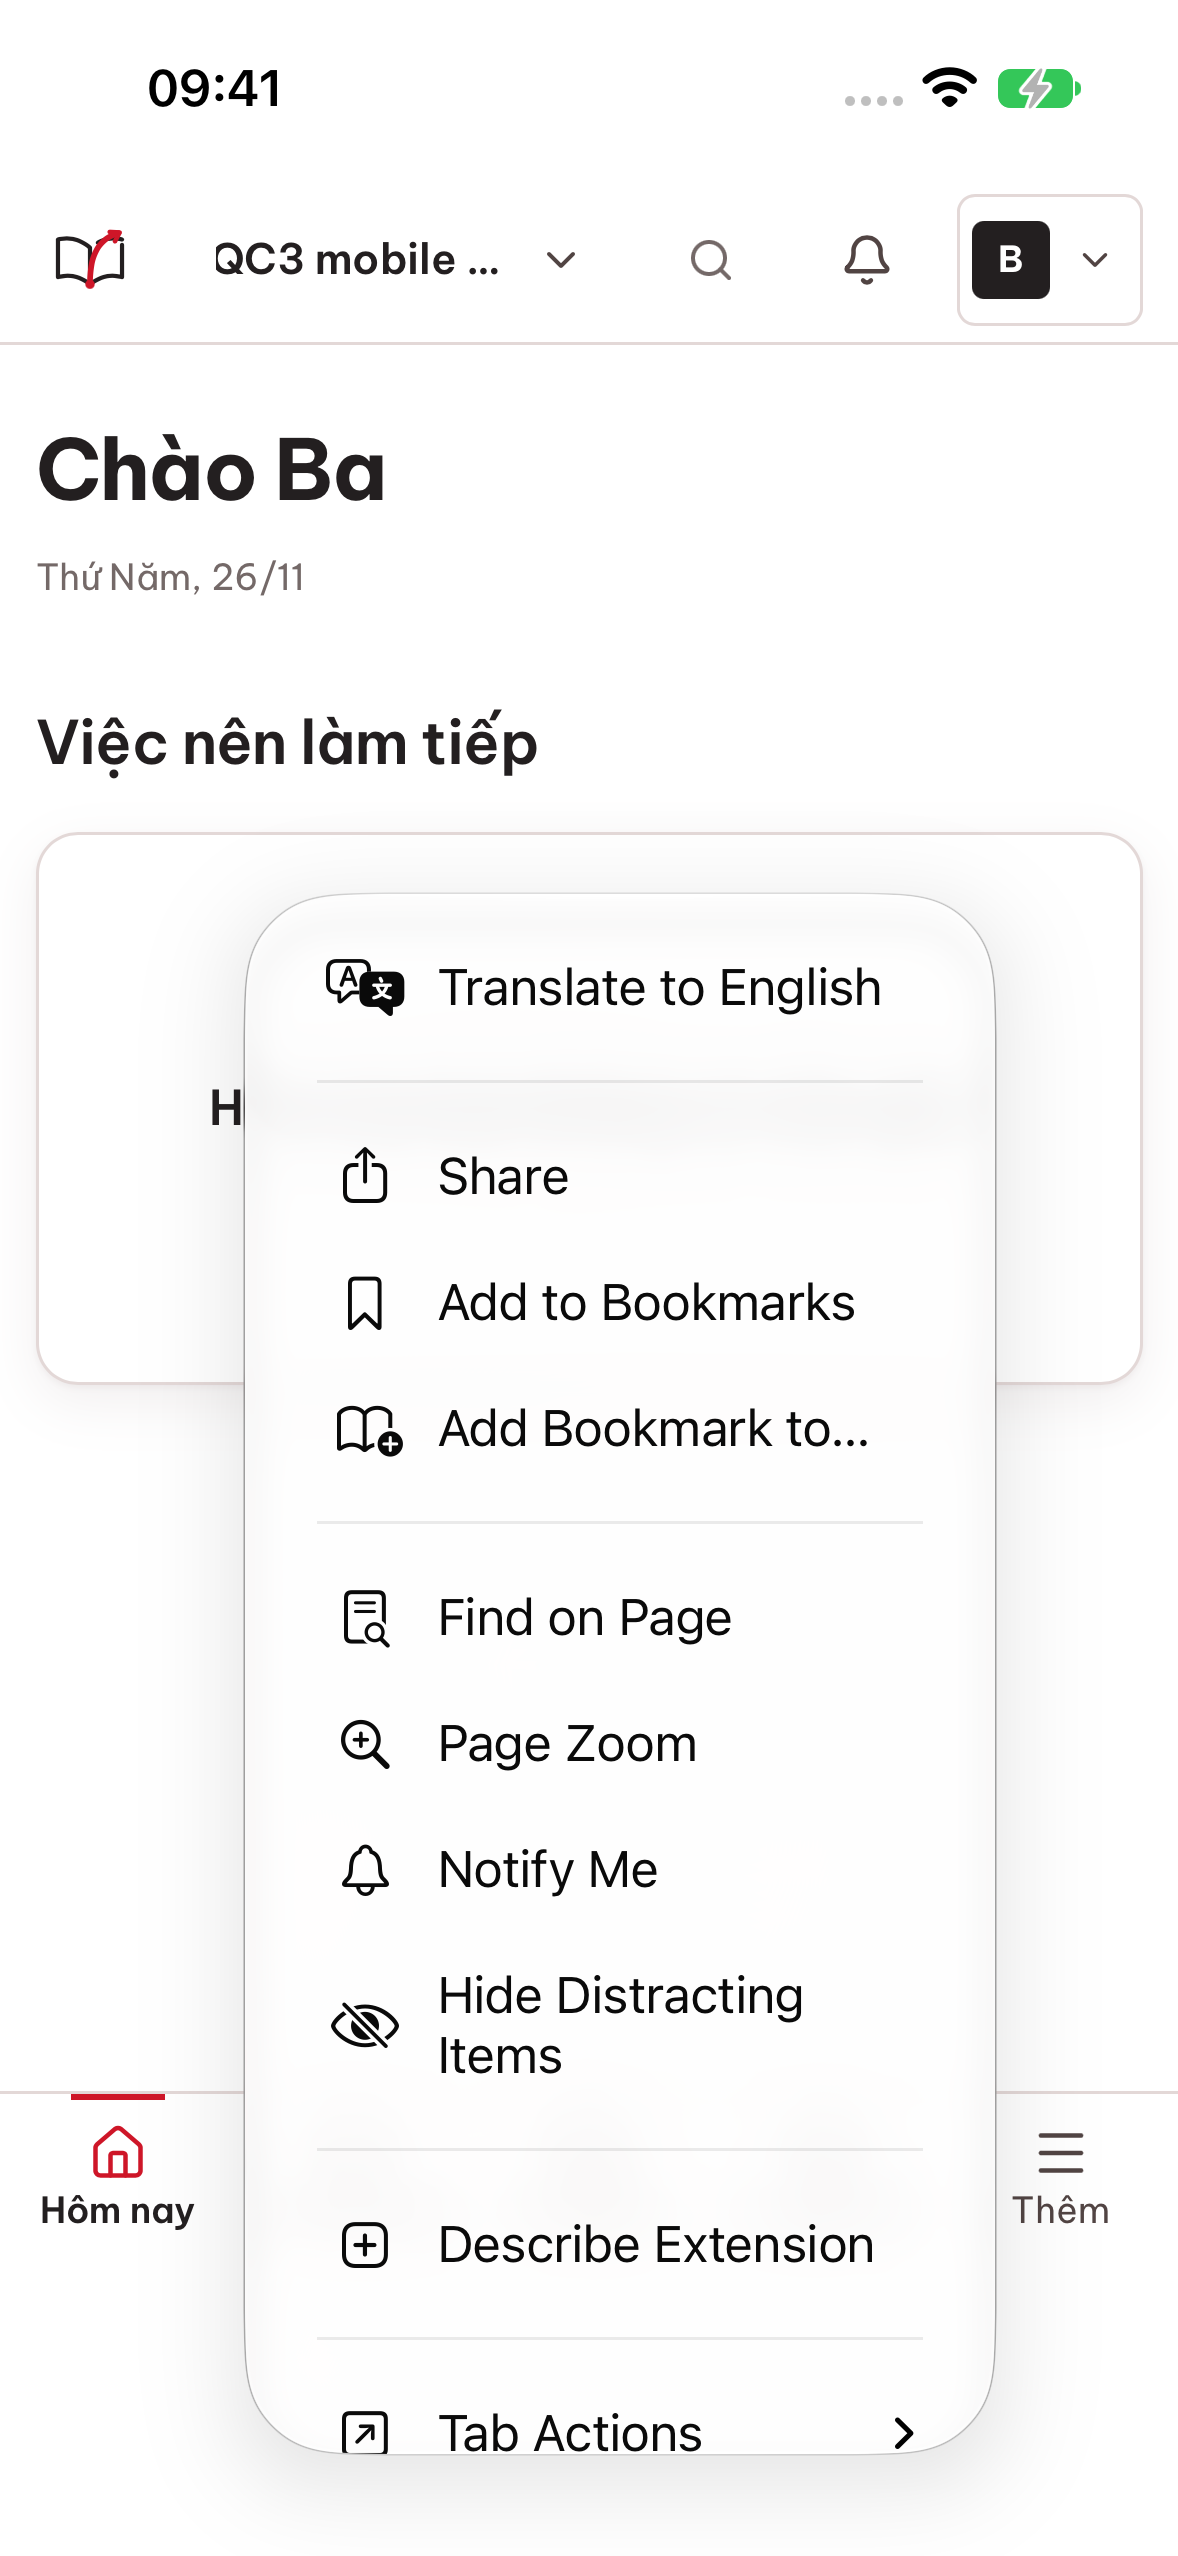 09:41
QC3 mobile ...
B
Chào Ba
Thứ Năm, 26/11
Việc nên làm tiếp
Translate to English
Share
Add to Bookmarks
Add Bookmark to...
Find on Page
Page Zoom
Notify Me
Hide Distracting
Items
Describe Extension
Tab Actions
Hôm nay
Thêm